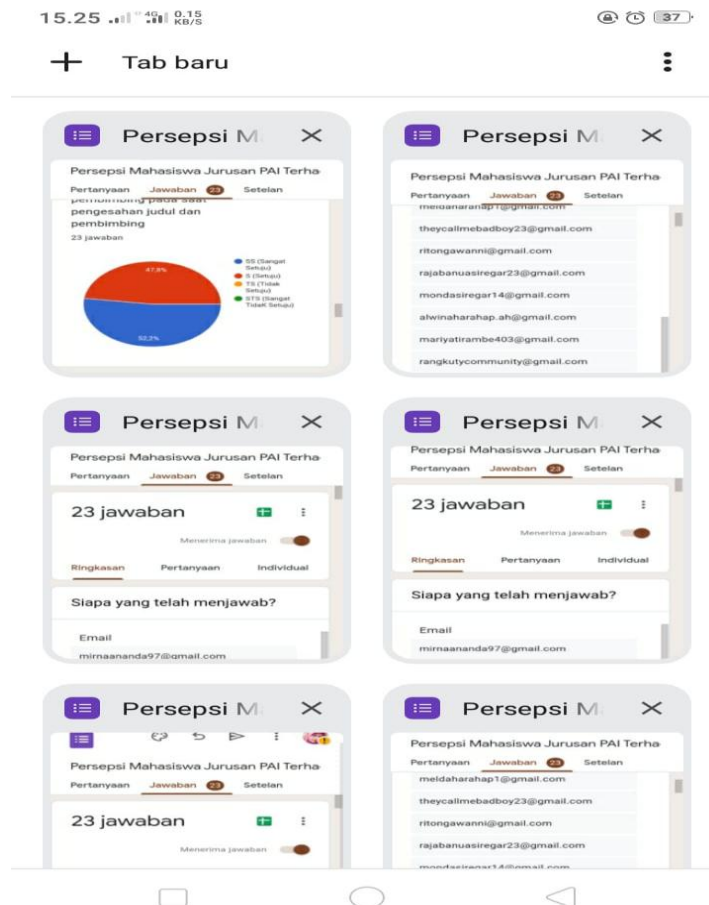 15.25 4G 0.15 KB/S 37
+ Tab baru
Persepsi M
Persepsi Mahasiswa Jurusan PAI Terha
Pertanyaan Jawaban 23 Setelan
pembimbing pada saat
pengesahan judul dan
pembimbing
23 jawaban
47,8%
52,2%
SS (Sangat
Setuju)
S (Setuju)
TS (Tidak
Setuju)
STS (Sangat
TidaK Setuju)
Persepsi M
Persepsi Mahasiswa Jurusan PAI Terha
Pertanyaan Jawaban 23 Setelan
meldaharahap1@gmail.com
theycallmebadboy23@gmail.com
ritongawanni@gmail.com
rajabanuasiregar23@gmail.com
mondasiregar14@gmail.com
alwinaharahap.ah@gmail.com
mariyatirambe403@gmail.com
rangkutycommunity@gmail.com
Persepsi M
Persepsi Mahasiswa Jurusan PAI Terha
Pertanyaan Jawaban 23 Setelan
23 jawaban
Menerima jawaban
Ringkasan Pertanyaan Individual
Siapa yang telah menjawab?
Email
mirnaananda97@gmail.com
Persepsi M
Persepsi Mahasiswa Jurusan PAI Terha
Pertanyaan Jawaban 23 Setelan
23 jawaban
Menerima jawaban
Ringkasan Pertanyaan Individual
Siapa yang telah menjawab?
Email
mirnaananda97@gmail.com
Persepsi M
Persepsi Mahasiswa Jurusan PAI Terha
Pertanyaan Jawaban 23 Setelan
23 jawaban
Menerima jawaban
Persepsi M
Persepsi Mahasiswa Jurusan PAI Terha
Pertanyaan Jawaban 23 Setelan
meldaharahap1@gmail.com
theycallmebadboy23@gmail.com
ritongawanni@gmail.com
rajabanuasiregar23@gmail.com
mondasiregar14@gmail.com